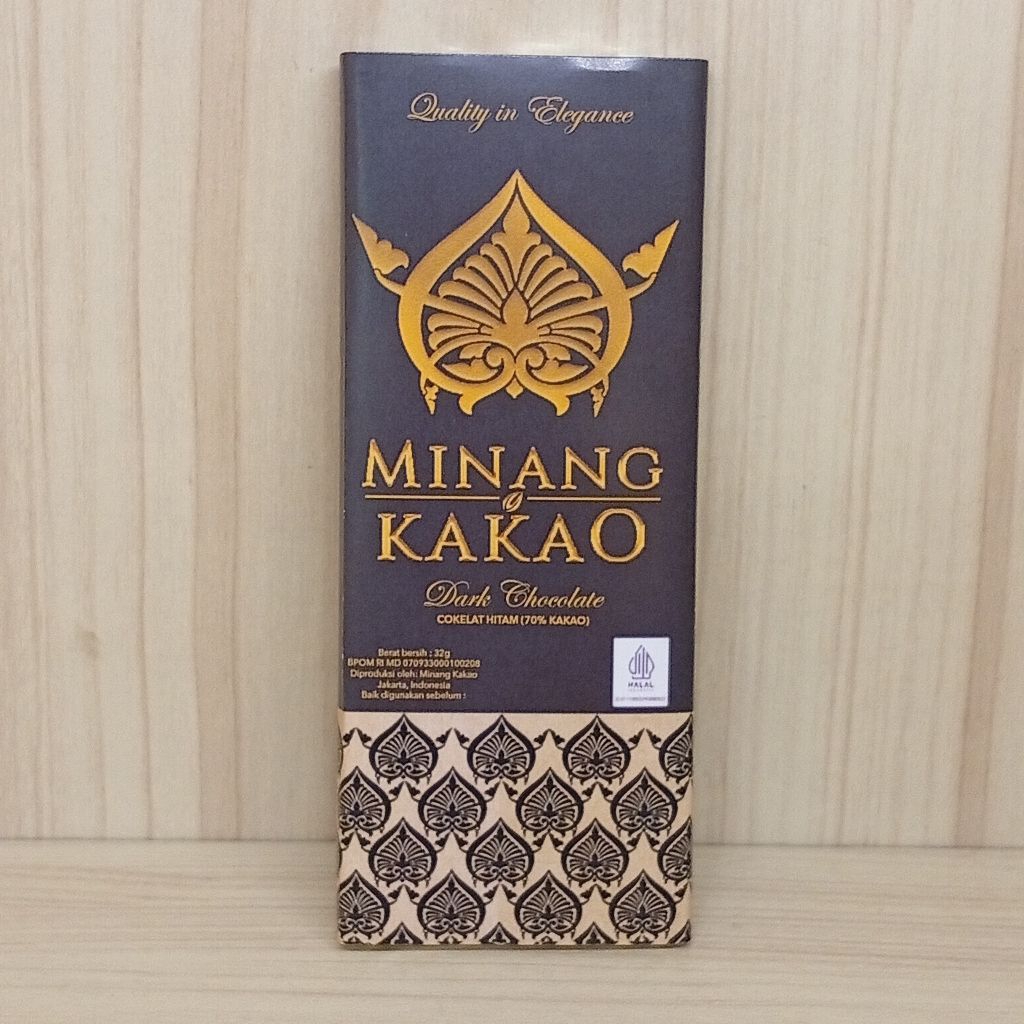 Quality in Elegance
MINANG
KAKAO
Dark Chocolate
COKELAT HITAM (70% KAKAO)
Berat bersih : 32g
BPOM RI MD 070933000100208
Diproduksi oleh: Minang Kakao
Jakarta, Indonesia
Baik digunakan sebelum :
HALAL